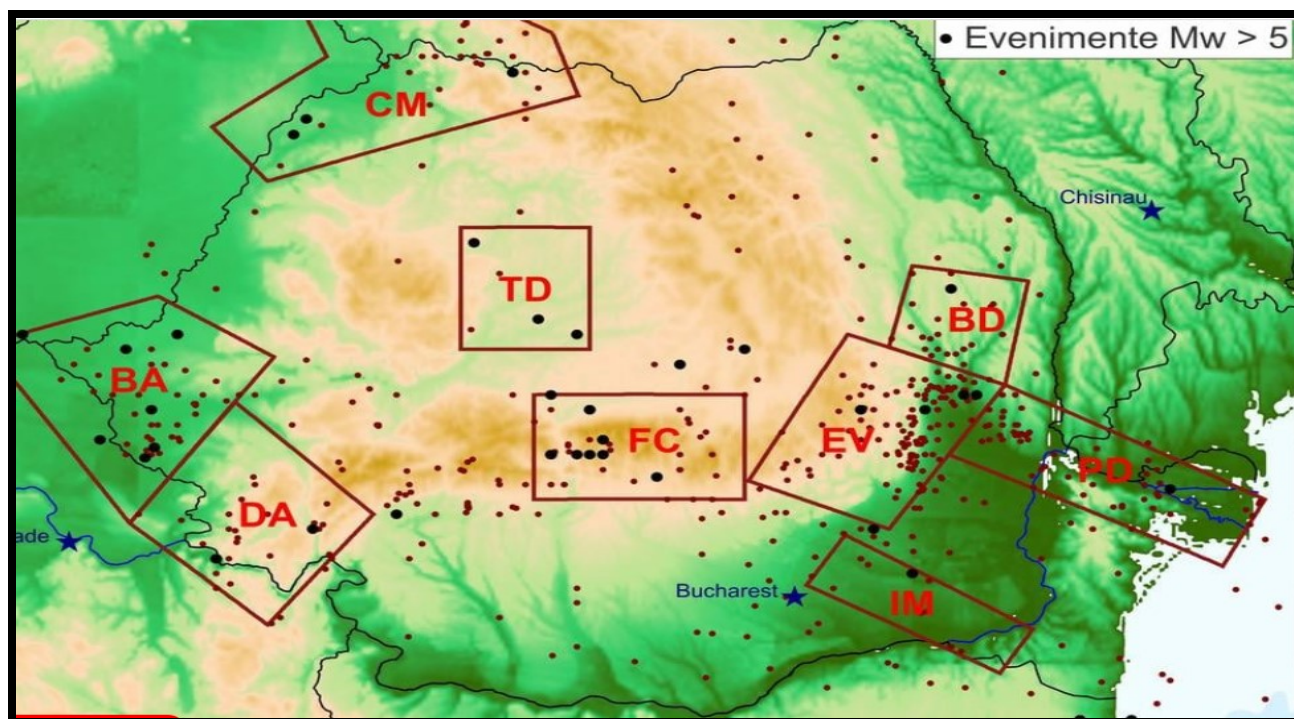 • Evenimente Mw > 5
CM
Chisinau
TD
BD
BA
FC
EV
PD
DA
ade
Bucharest
IM